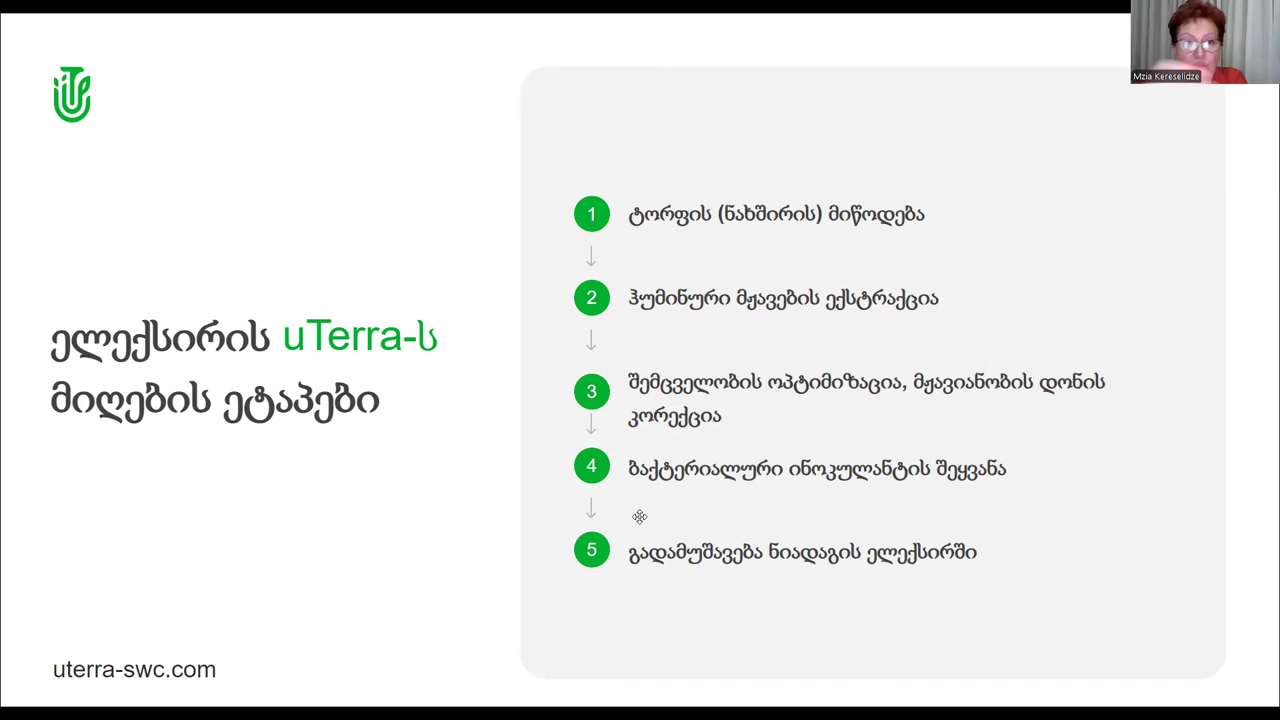 Mzia Kereselidze
ელექსირის uTerra-ს
მიღების ეტაპები
1 ტორფის (ნახშირის) მიწოდება
2 ჰუმინური მჟავების ექსტრაქცია
3 შემცველობის ოპტიმიზაცია, მჟავიანობის დონის
კორექცია
4 ბაქტერიალური ინოკულანტის შეყვანა
5 გადამუშავება ნიადაგის ელექსირში
uterra-swc.com